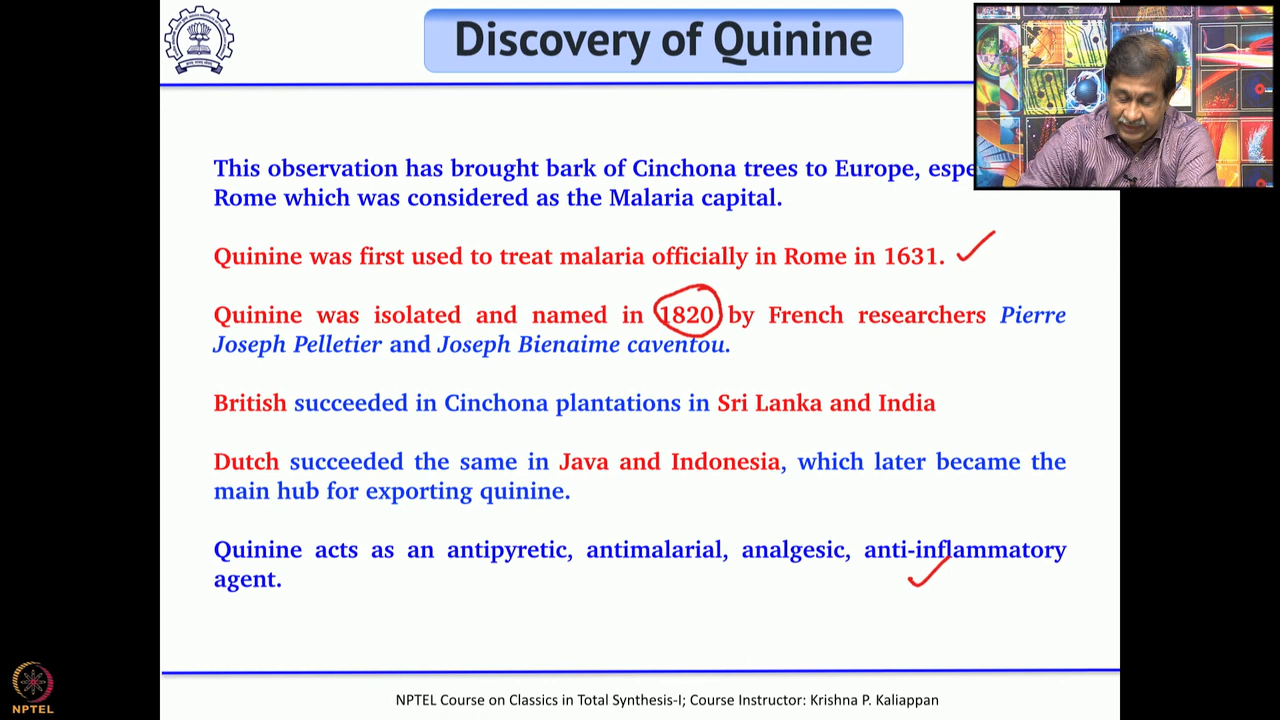 Discovery of Quinine
This observation has brought bark of Cinchona trees to Europe,
Rome which was considered as the Malaria capital.
Quinine was first used to treat malaria officially in Rome in 1631.
Quinine was isolated and named in 1820 by French researchers Pierre
Joseph Pelletier and Joseph Bienaime caventou.
British succeeded in Cinchona plantations in Sri Lanka and India
Dutch succeeded the same in Java and Indonesia, which later became the
main hub for exporting quinine.
Quinine acts as an antipyretic, antimalarial, analgesic, anti-inflammatory
agent.
NPTEL
NPTEL Course on Classics in Total Synthesis-I; Course Instructor: Krishna P. Kaliappan